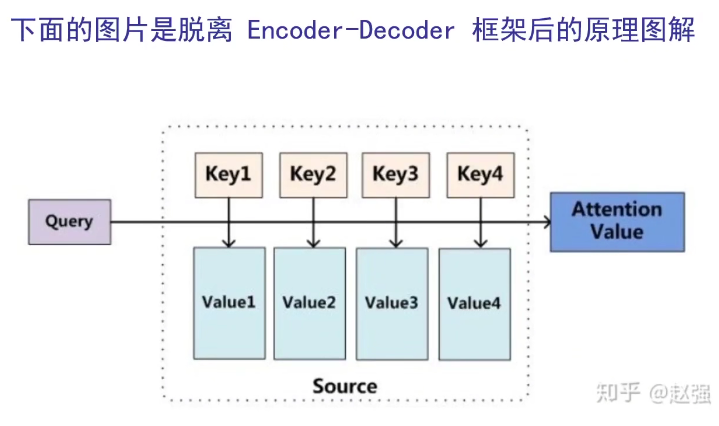 下面的图片是脱离 Encoder-Decoder 框架后的原理图解
Key1 Key2 Key3 Key4
Query
Attention
Value
Value1 Value2 Value3 Value4
Source
知乎 @赵强